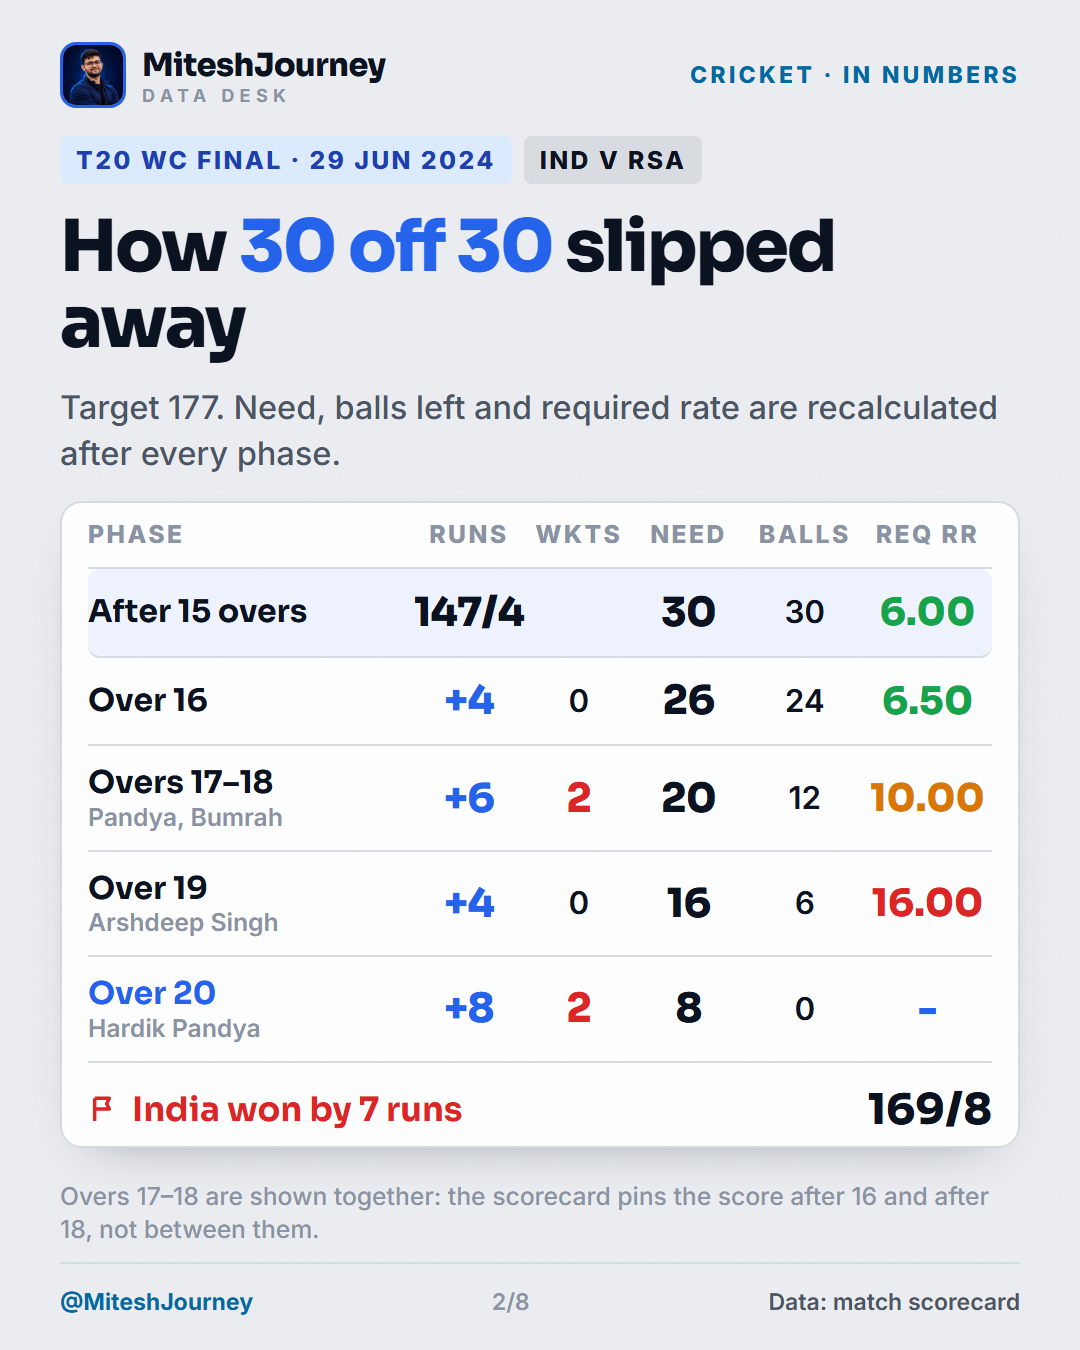 MiteshJourney
DATA DESK
CRICKET · IN NUMBERS
T20 WC FINAL · 29 JUN 2024
IND V RSA
How 30 off 30 slipped
away
Target 177. Need, balls left and required rate are recalculated
after every phase.
PHASE RUNS WKTS NEED BALLS REQ RR
After 15 overs 147/4 30 30 6.00
Over 16 +4 0 26 24 6.50
Overs 17–18 +6 2 20 12 10.00
Pandya, Bumrah
Over 19 +4 0 16 6 16.00
Arshdeep Singh
Over 20 +8 2 8 0 -
Hardik Pandya
India won by 7 runs 169/8
Overs 17–18 are shown together: the scorecard pins the score after 16 and after
18, not between them.
@MiteshJourney 2/8 Data: match scorecard